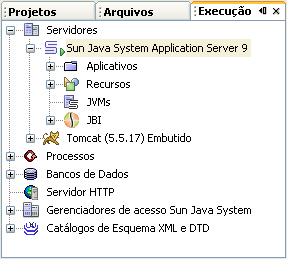 Projetos Arquivos Execução
Servidores
Sun Java System Application Server 9
Aplicativos
Recursos
JVMs
JBI
Tomcat (5.5.17) Embutido
Processos
Bancos de Dados
Servidor HTTP
Gerenciadores de acesso Sun Java System
Catálogos de Esquema XML e DTD